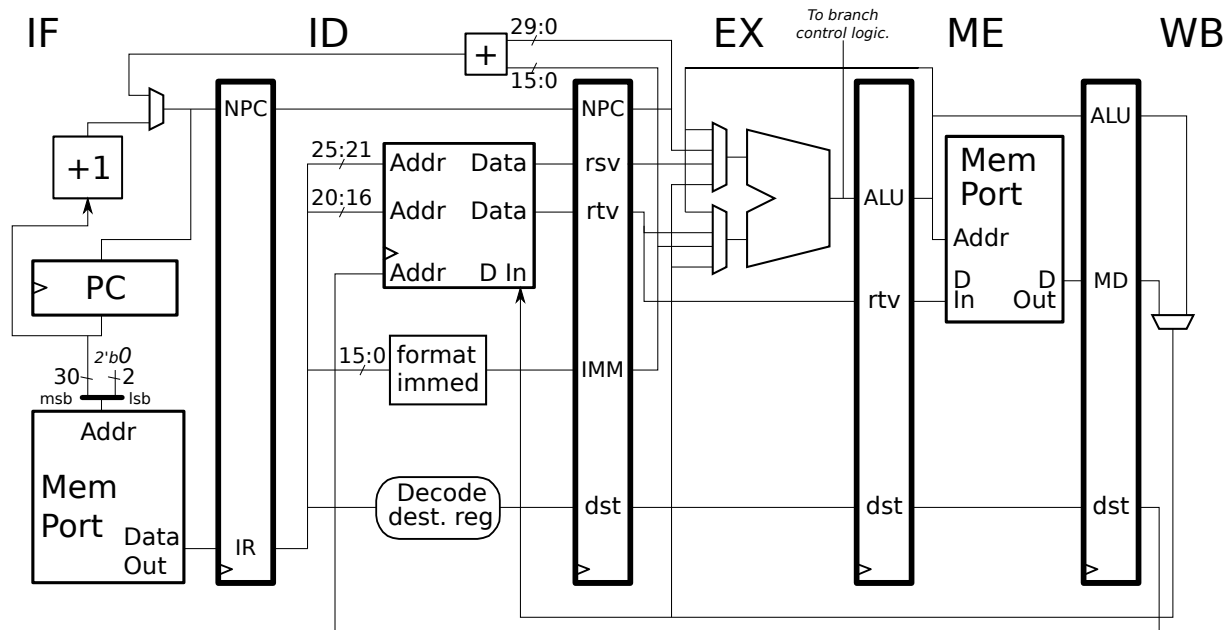 IF
ID
EX
ME
WB
To branch
control logic.
29:0
+
15:0
NPC
NPC
ALU
+1
25:21
Addr
Data
rsv
Mem
Port
20:16
Addr
Data
rtv
ALU
Addr
PC
Addr
D In
D
In
D
Out
MD
rtv
2'b0
30
2
msb
lsb
15:0
format
immed
IMM
Addr
Mem
Port
Data
Out
IR
Decode
dest. reg
dst
dst
dst